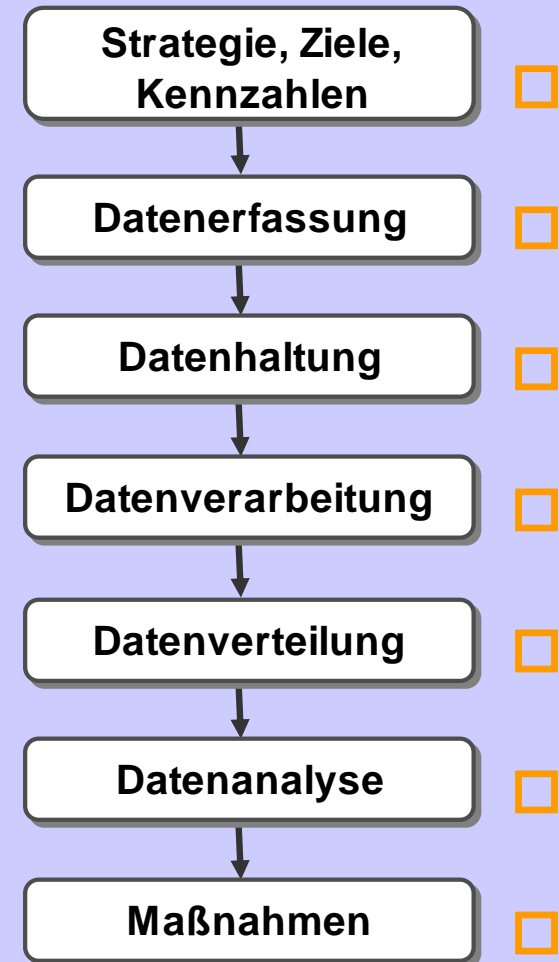 Strategie, Ziele,
Kennzahlen
Datenerfassung
Datenhaltung
Datenverarbeitung
Datenverteilung
Datenanalyse
Maßnahmen